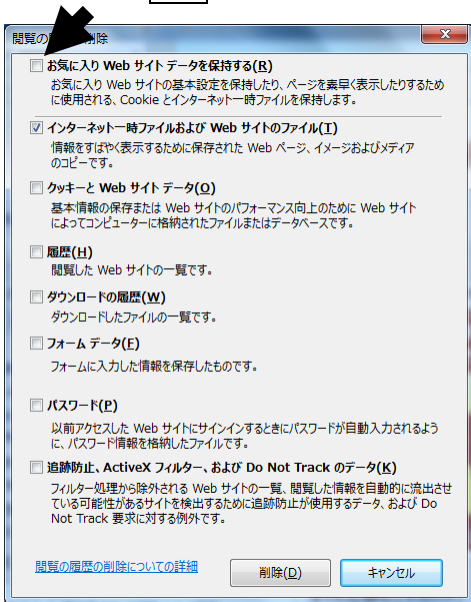 閲覧の 削除
お気に入り Web サイト データを保持する(R)
お気に入り Web サイトの基本設定を保持したり、ページを素早く表示したりするため
に使用される、Cookie とインターネット一時ファイルを保持します。
インターネット一時ファイルおよび Web サイトのファイル(T)
情報をすばやく表示するために保存された Web ページ、イメージおよびメディア
のコピーです。
クッキーと Web サイト データ(O)
基本情報の保存または Web サイトのパフォーマンス向上のために Web サイト
によってコンピューターに格納されたファイルまたはデータベースです。
履歴(H)
閲覧した Web サイトの一覧です。
ダウンロードの履歴(W)
ダウンロードしたファイルの一覧です。
フォーム データ(F)
フォームに入力した情報を保存したものです。
パスワード(P)
以前アクセスした Web サイトにサインインするときにパスワードが自動入力されるよう
に、パスワード情報を格納したファイルです。
追跡防止、ActiveX フィルター、および Do Not Track のデータ(K)
フィルター処理から除外される Web サイトの一覧、閲覧した情報を自動的に流出させ
ている可能性があるサイトを検出するために追跡防止が使用するデータ、および Do
Not Track 要求に対する例外です。
閲覧の履歴の削除についての詳細
削除(D)
キャンセル